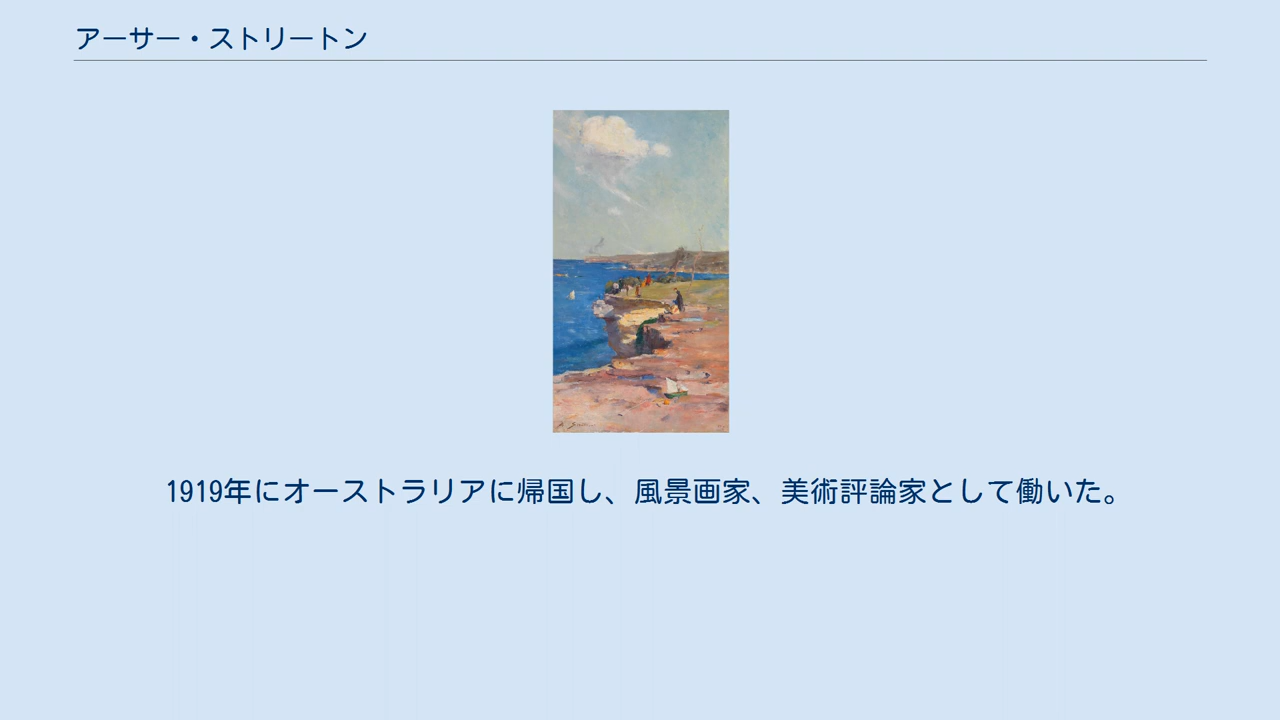 アーサー・ストリートン
1919年にオーストラリアに帰国し、風景画家、美術評論家として働いた。